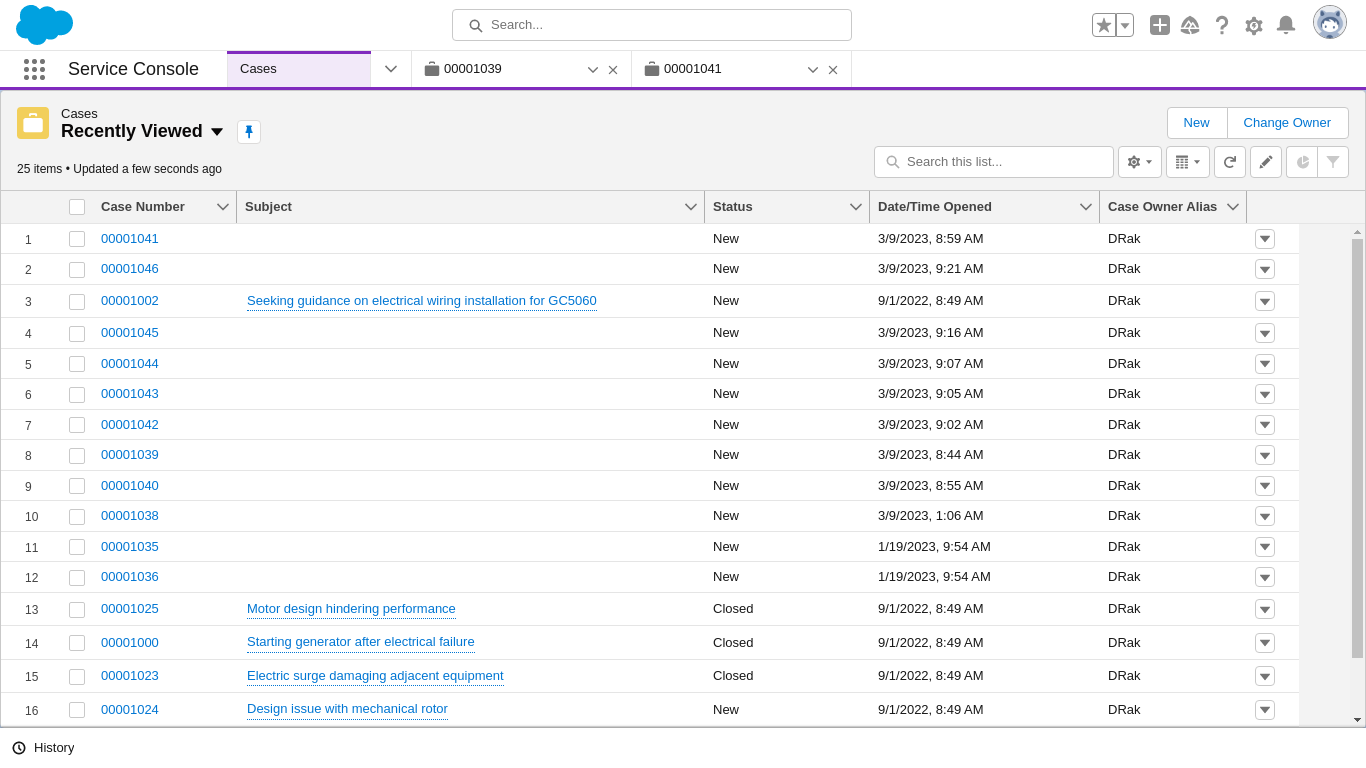 Search...
Service Console
Cases
00001039
00001041
Cases
Recently Viewed
New
Change Owner
25 items • Updated a few seconds ago
Search this list...
Case Number Subject Status Date/Time Opened Case Owner Alias
1 00001041 New 3/9/2023, 8:59 AM DRak
2 00001046 New 3/9/2023, 9:21 AM DRak
3 00001002 Seeking guidance on electrical wiring installation for GC5060 New 9/1/2022, 8:49 AM DRak
4 00001045 New 3/9/2023, 9:16 AM DRak
5 00001044 New 3/9/2023, 9:07 AM DRak
6 00001043 New 3/9/2023, 9:05 AM DRak
7 00001042 New 3/9/2023, 9:02 AM DRak
8 00001039 New 3/9/2023, 8:44 AM DRak
9 00001040 New 3/9/2023, 8:55 AM DRak
10 00001038 New 3/9/2023, 1:06 AM DRak
11 00001035 New 1/19/2023, 9:54 AM DRak
12 00001036 New 1/19/2023, 9:54 AM DRak
13 00001025 Motor design hindering performance Closed 9/1/2022, 8:49 AM DRak
14 00001000 Starting generator after electrical failure Closed 9/1/2022, 8:49 AM DRak
15 00001023 Electric surge damaging adjacent equipment Closed 9/1/2022, 8:49 AM DRak
16 00001024 Design issue with mechanical rotor New 9/1/2022, 8:49 AM DRak
History